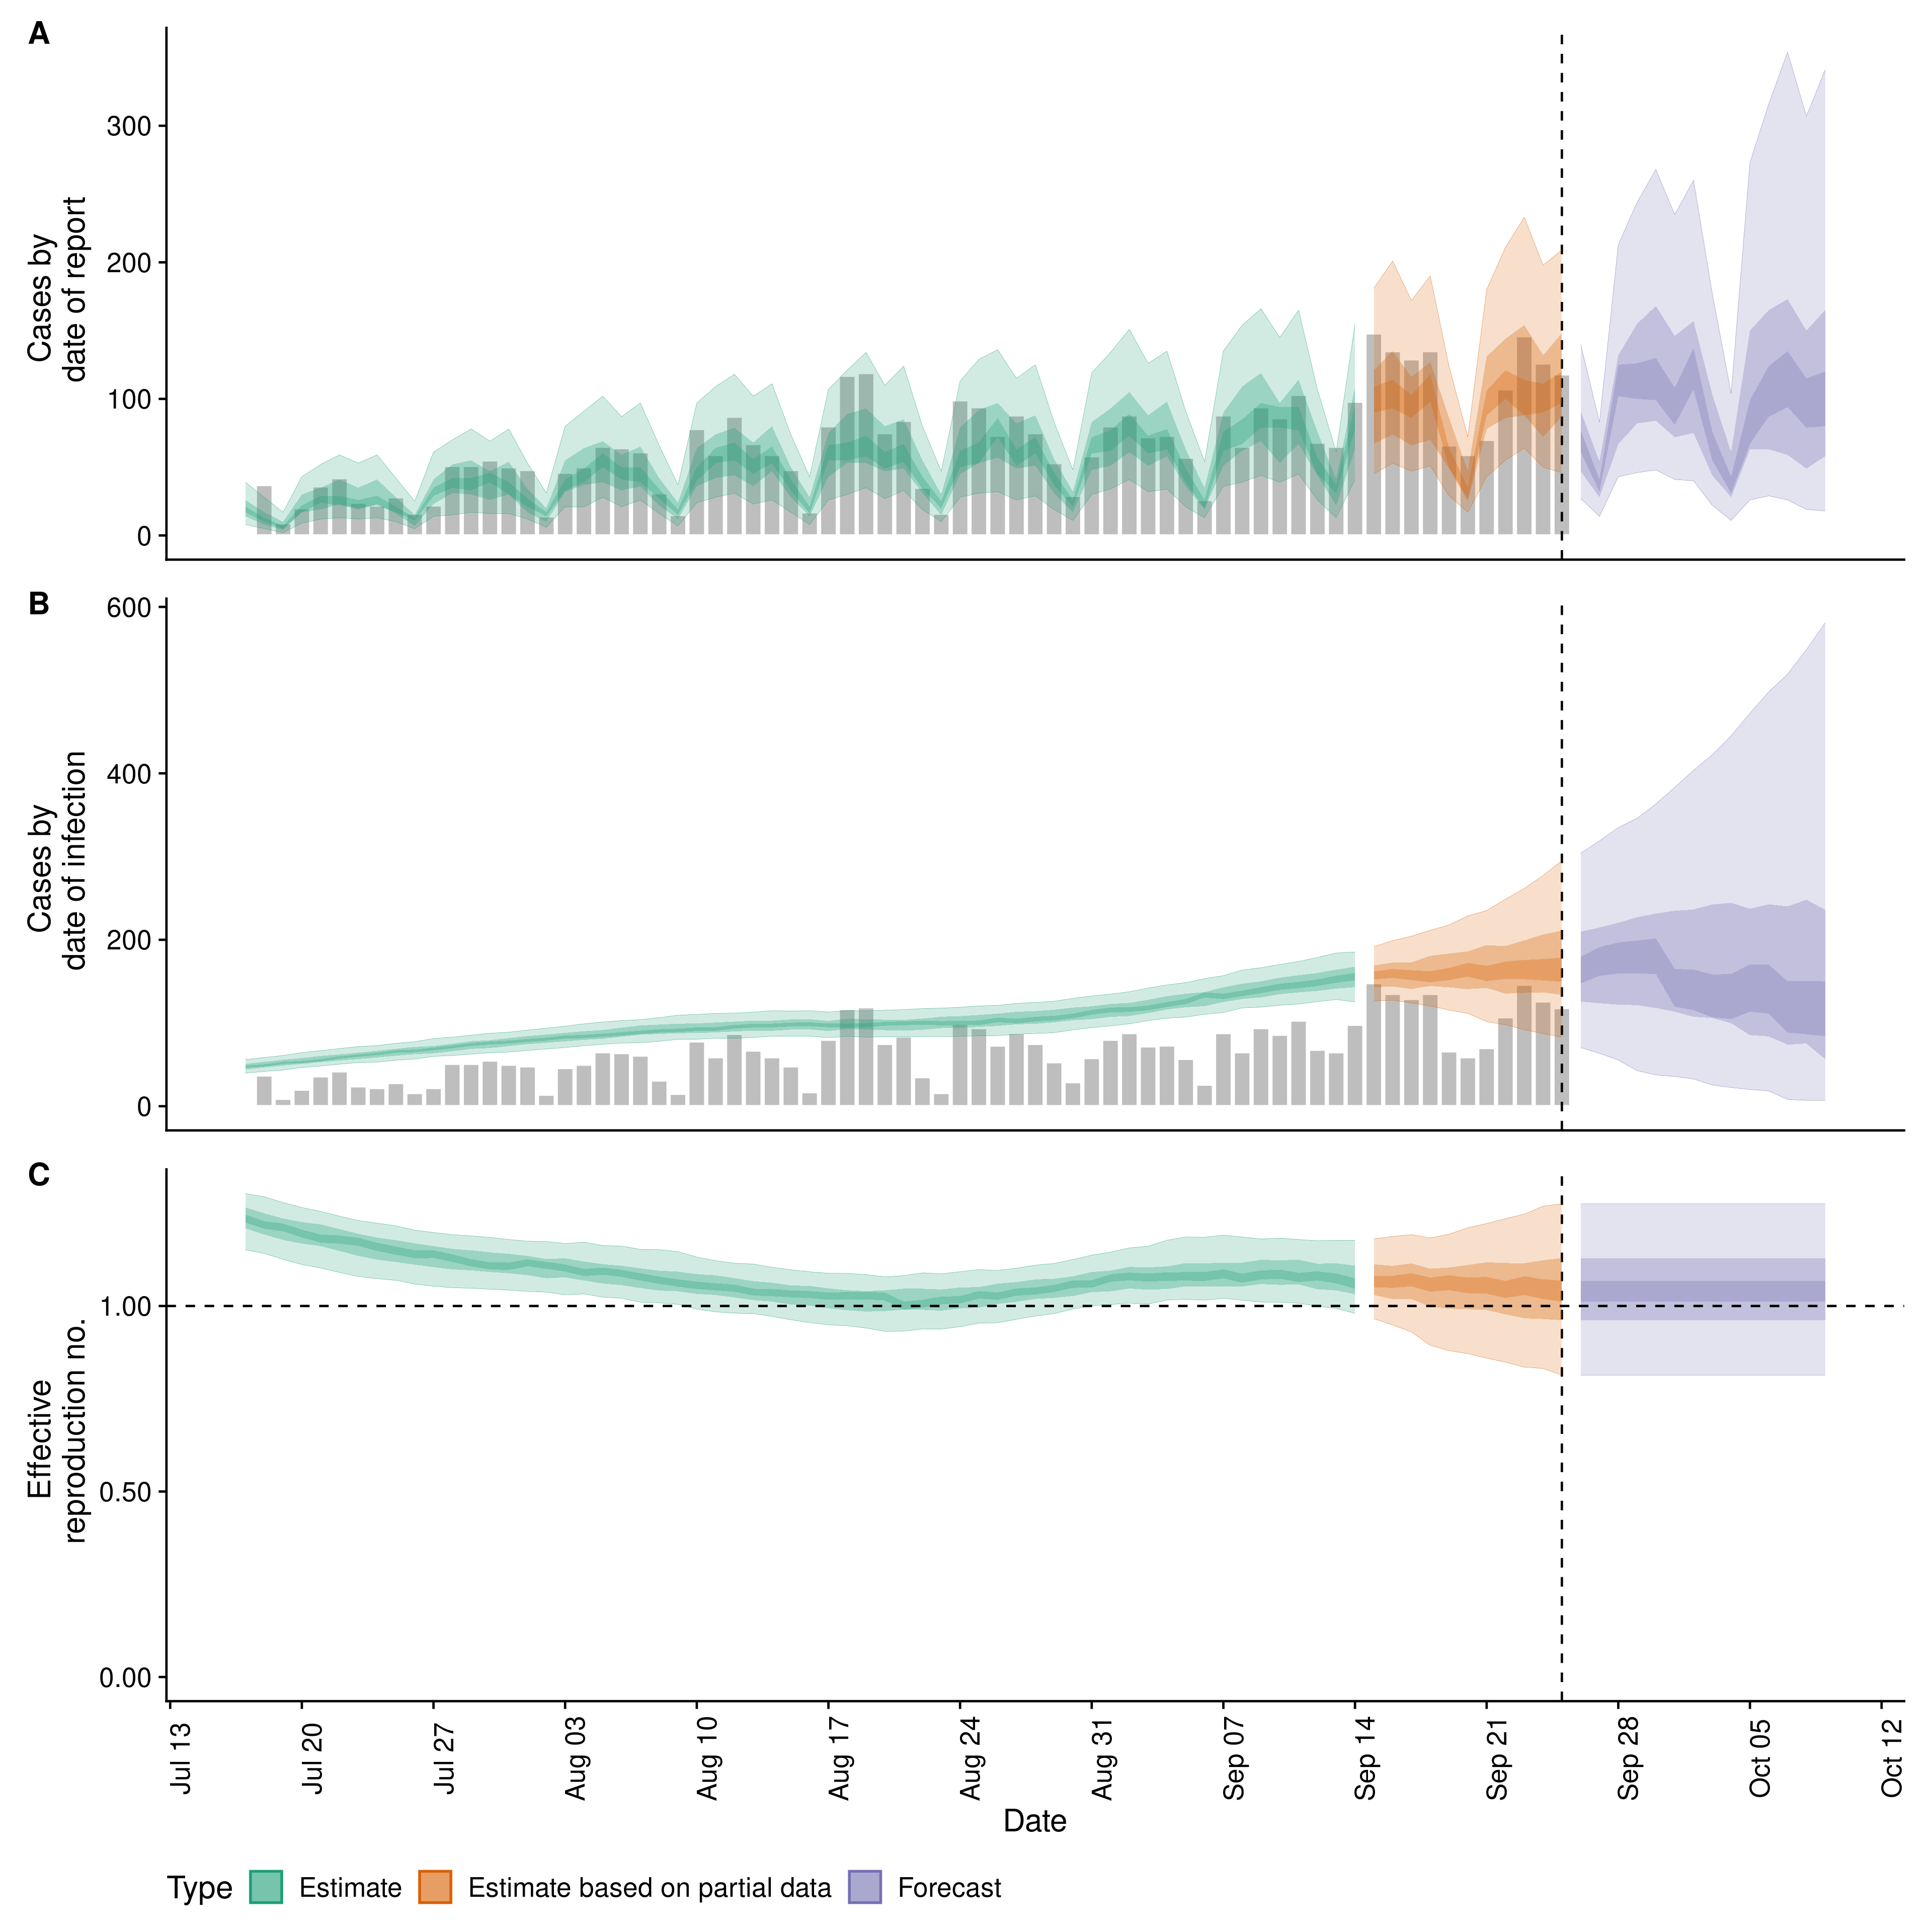 A
Cases by
date of report
300
200
100
0
B
Cases by
date of infection
600
400
200
0
C
Effective
reproduction no.
1.00
0.50
0.00
Jul 13
Jul 20
Jul 27
Aug 03
Aug 10
Aug 17
Aug 24
Aug 31
Sep 07
Sep 14
Sep 21
Sep 28
Oct 05
Oct 12
Date
Type Estimate Estimate based on partial data Forecast